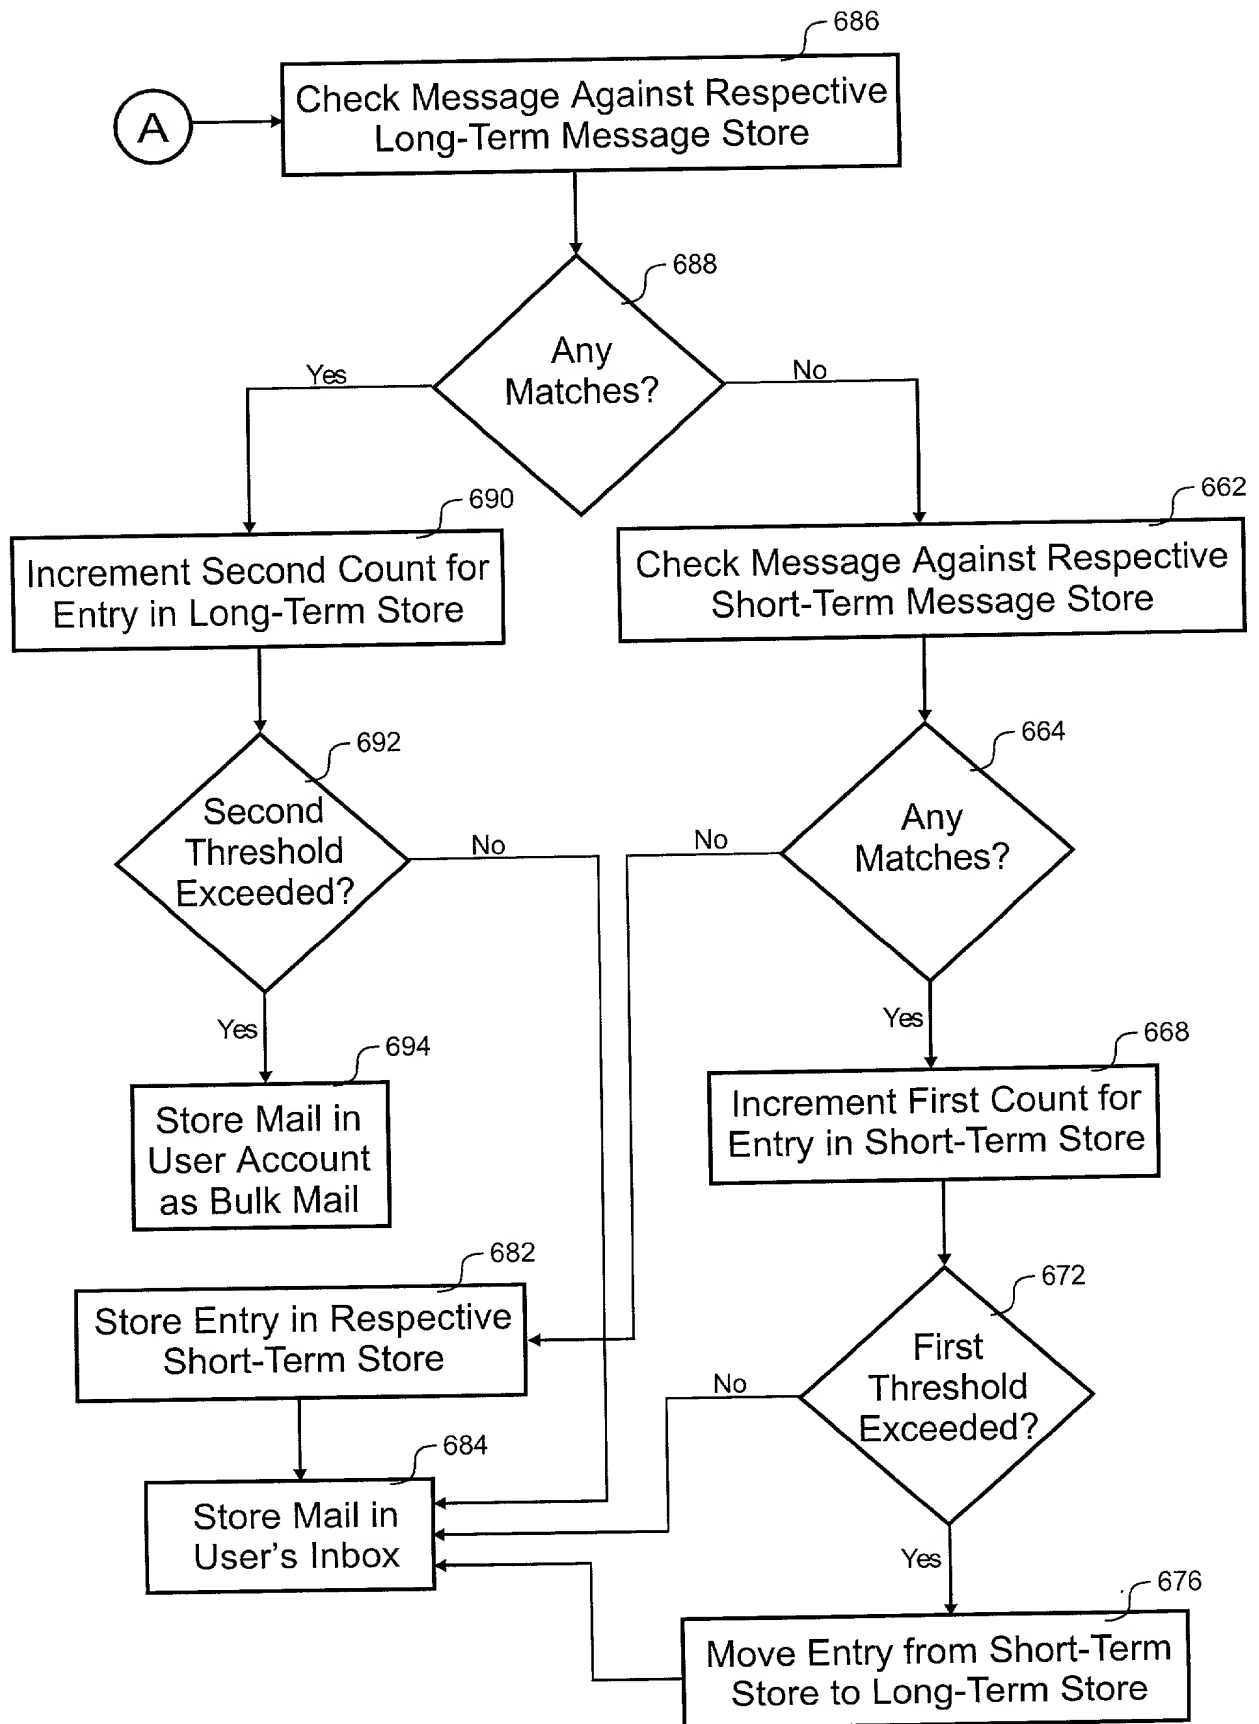 686
Check Message Against Respective
Long-Term Message Store
A
688
Any
Matches?
Yes
No
690
Increment Second Count for
Entry in Long-Term Store
662
Check Message Against Respective
Short-Term Message Store
692
Second
Threshold
Exceeded?
No
Yes
664
Any
Matches?
No
Yes
694
Store Mail in
User Account
as Bulk Mail
668
Increment First Count for
Entry in Short-Term Store
682
Store Entry in Respective
Short-Term Store
672
First
Threshold
Exceeded?
No
Yes
684
Store Mail in
User's Inbox
676
Move Entry from Short-Term
Store to Long-Term Store